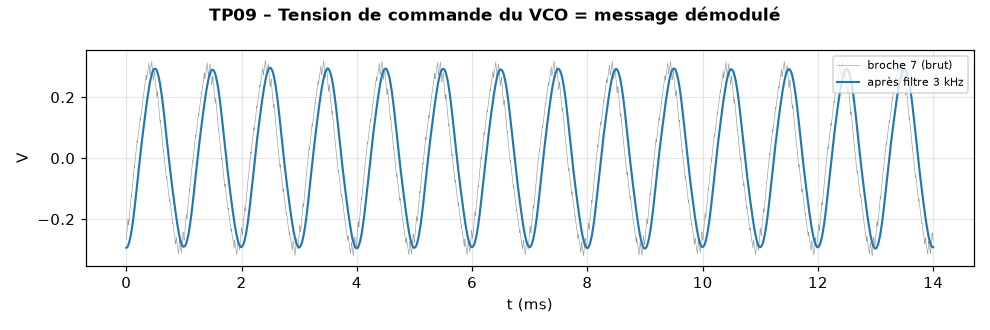 TP09 – Tension de commande du VCO = message démodulé
broche 7 (brut)
après filtre 3 kHz
0.2
0.0
−0.2
V
0 2 4 6 8 10 12 14
t (ms)